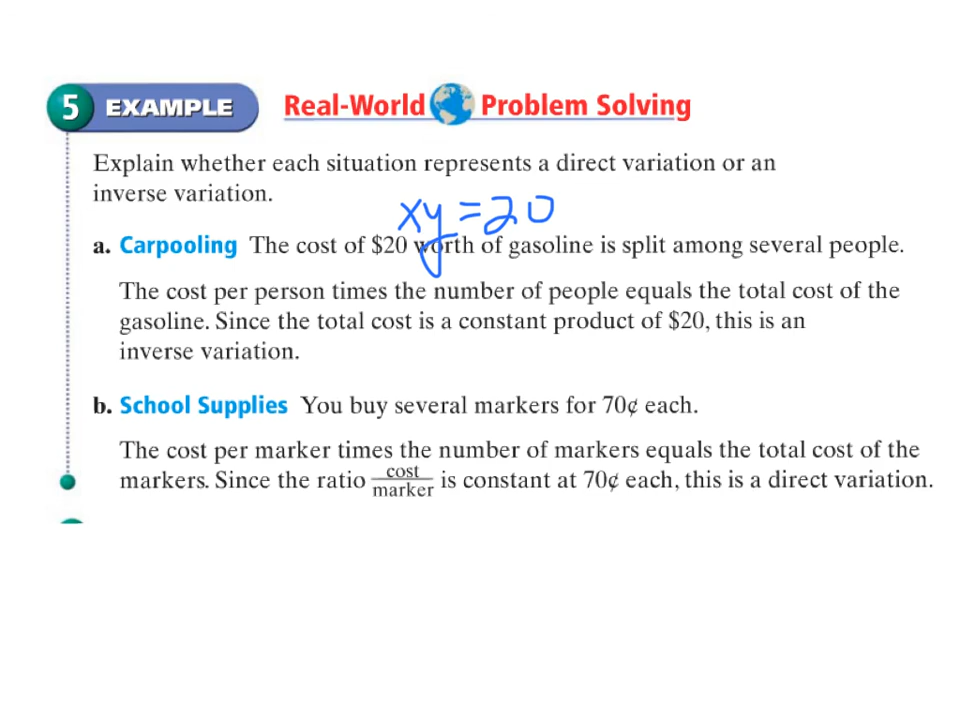 5 EXAMPLE Real-World Problem Solving
Explain whether each situation represents a direct variation or an
inverse variation.
xy = 20
a. Carpooling The cost of $20 worth of gasoline is split among several people.
The cost per person times the number of people equals the total cost of the
gasoline. Since the total cost is a constant product of $20, this is an
inverse variation.
b. School Supplies You buy several markers for 70¢ each.
The cost per marker times the number of markers equals the total cost of the
markers. Since the ratio cost/marker is constant at 70¢ each, this is a direct variation.